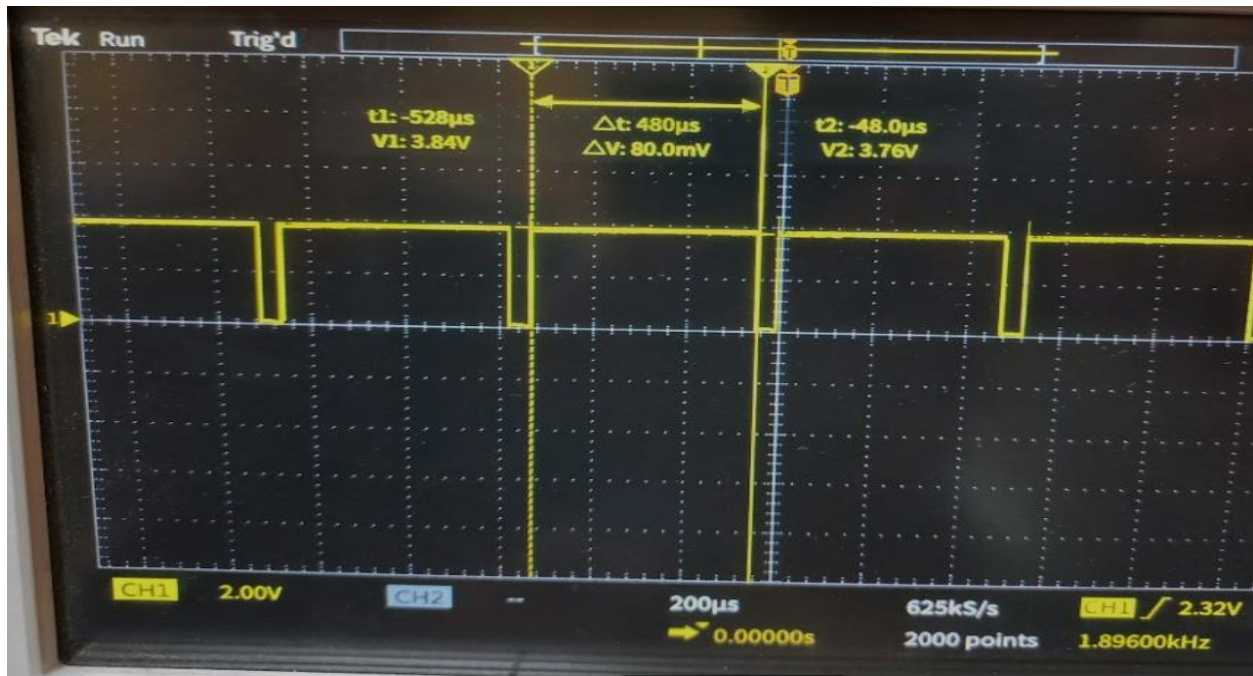 Tek Run Trig'd
T
T
t1: -528µs
V1: 3.84V
△t: 480µs
△V: 80.0mV
t2: -48.0µs
V2: 3.76V
1
CH1 2.00V CH2 -- 200µs 625kS/s CH1 2.32V
0.00000s 2000 points 1.89600kHz